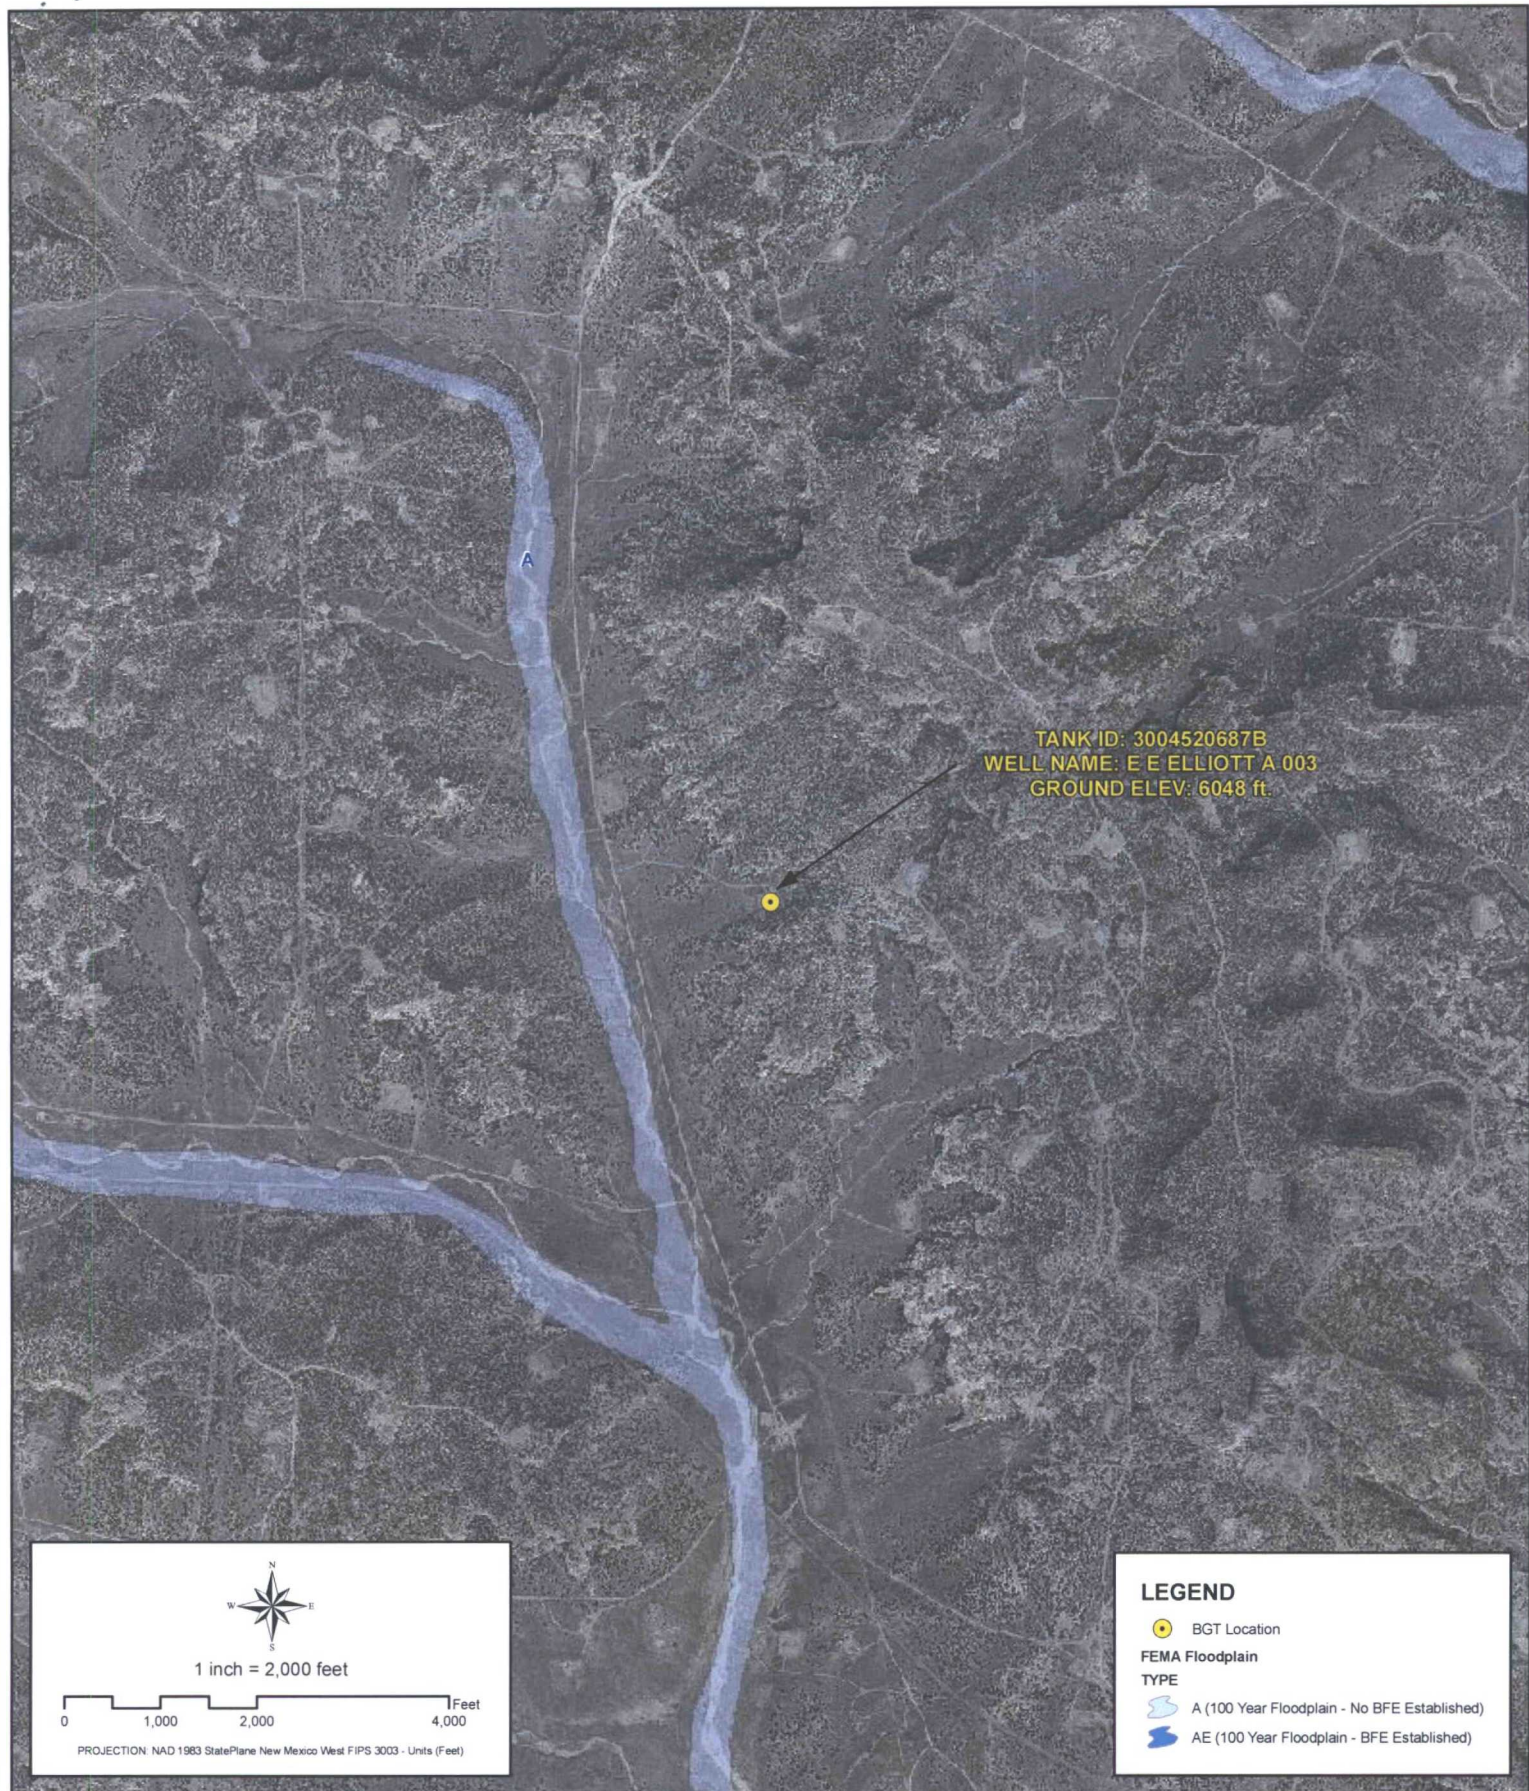 A
TANK ID: 3004520687B
WELL NAME: E E ELLIOTT A 003
GROUND ELEV: 6048 ft.
N
W E
S
1 inch = 2,000 feet
Feet
0 1,000 2,000 4,000
PROJECTION: NAD 1983 StatePlane New Mexico West FIPS 3003 - Units (Feet)
LEGEND
BGT Location
FEMA Floodplain
TYPE
A (100 Year Floodplain - No BFE Established)
AE (100 Year Floodplain - BFE Established)